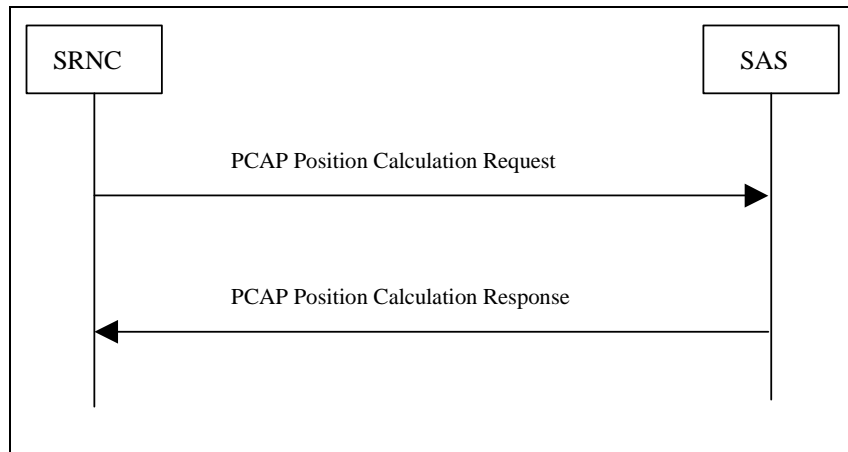 SRNC
SAS
PCAP Position Calculation Request
PCAP Position Calculation Response